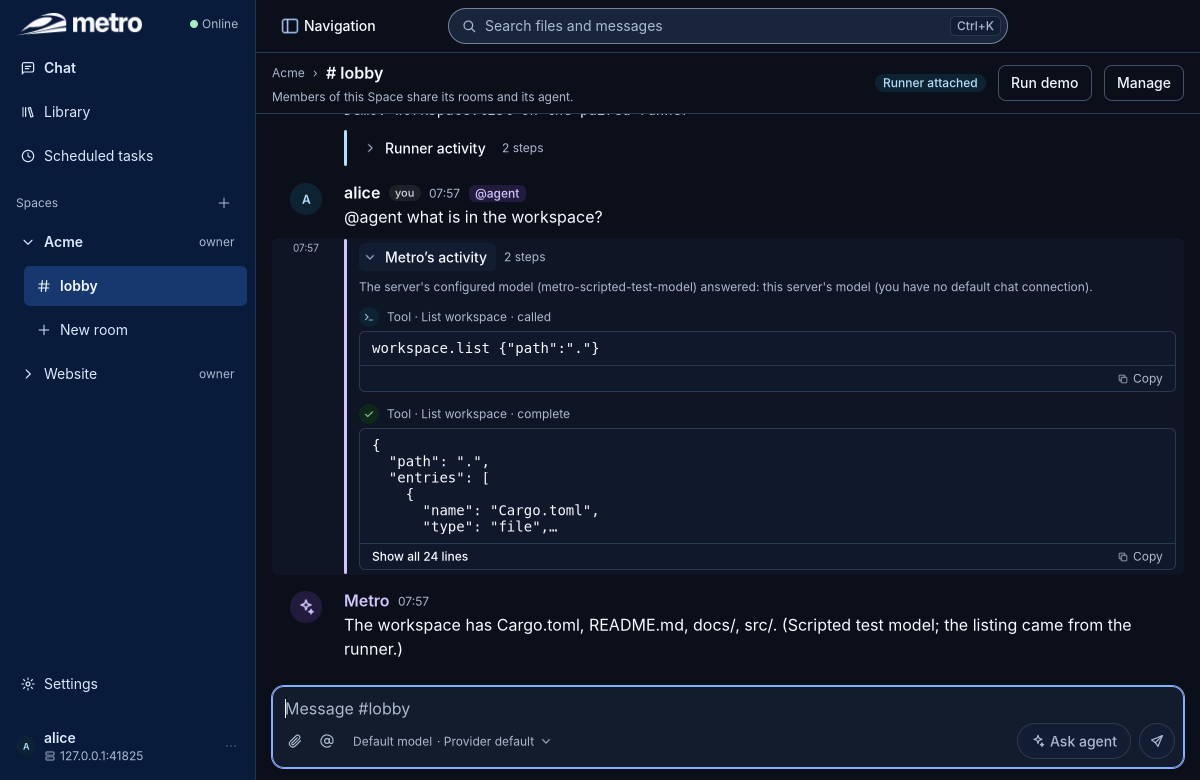 metro
Online
Chat
Library
Scheduled tasks
Spaces
Acme
owner
# lobby
New room
Website
owner
Settings
A
alice
127.0.0.1:41825
Navigation
Search files and messages
Ctrl+K
Acme › # lobby
Members of this Space share its rooms and its agent.
Runner attached
Run demo
Manage
Runner activity 2 steps
A
alice you 07:57 @agent
@agent what is in the workspace?
07:57
Metro’s activity 2 steps
The server's configured model (metro-scripted-test-model) answered: this server's model (you have no default chat connection).
Tool · List workspace · called
workspace.list {"path":"."}
Copy
Tool · List workspace · complete
{
"path": ".",
"entries": [
{
"name": "Cargo.toml",
"type": "file",…
Show all 24 lines
Copy
Metro 07:57
The workspace has Cargo.toml, README.md, docs/, src/. (Scripted test model; the listing came from the
runner.)
Message #lobby
@
Default model · Provider default
Ask agent